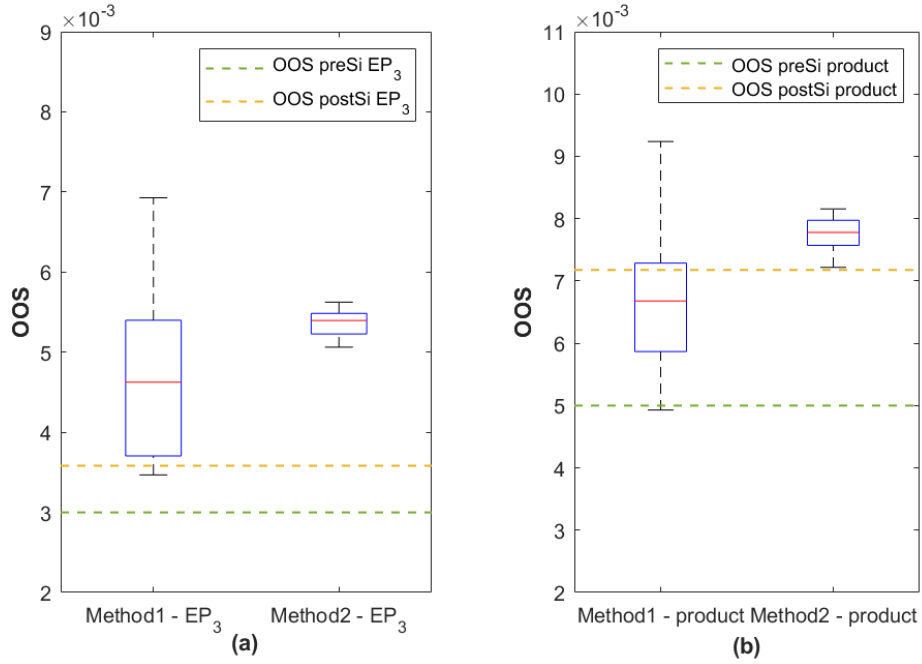 ×10⁻³
9
8
7
6
5
4
3
2
OOS
OOS preSi EP₃
OOS postSi EP₃
Method1 - EP₃ Method2 - EP₃
(a)
×10⁻³
11
10
9
8
7
6
5
4
3
2
OOS
OOS preSi product
OOS postSi product
Method1 - product Method2 - product
(b)